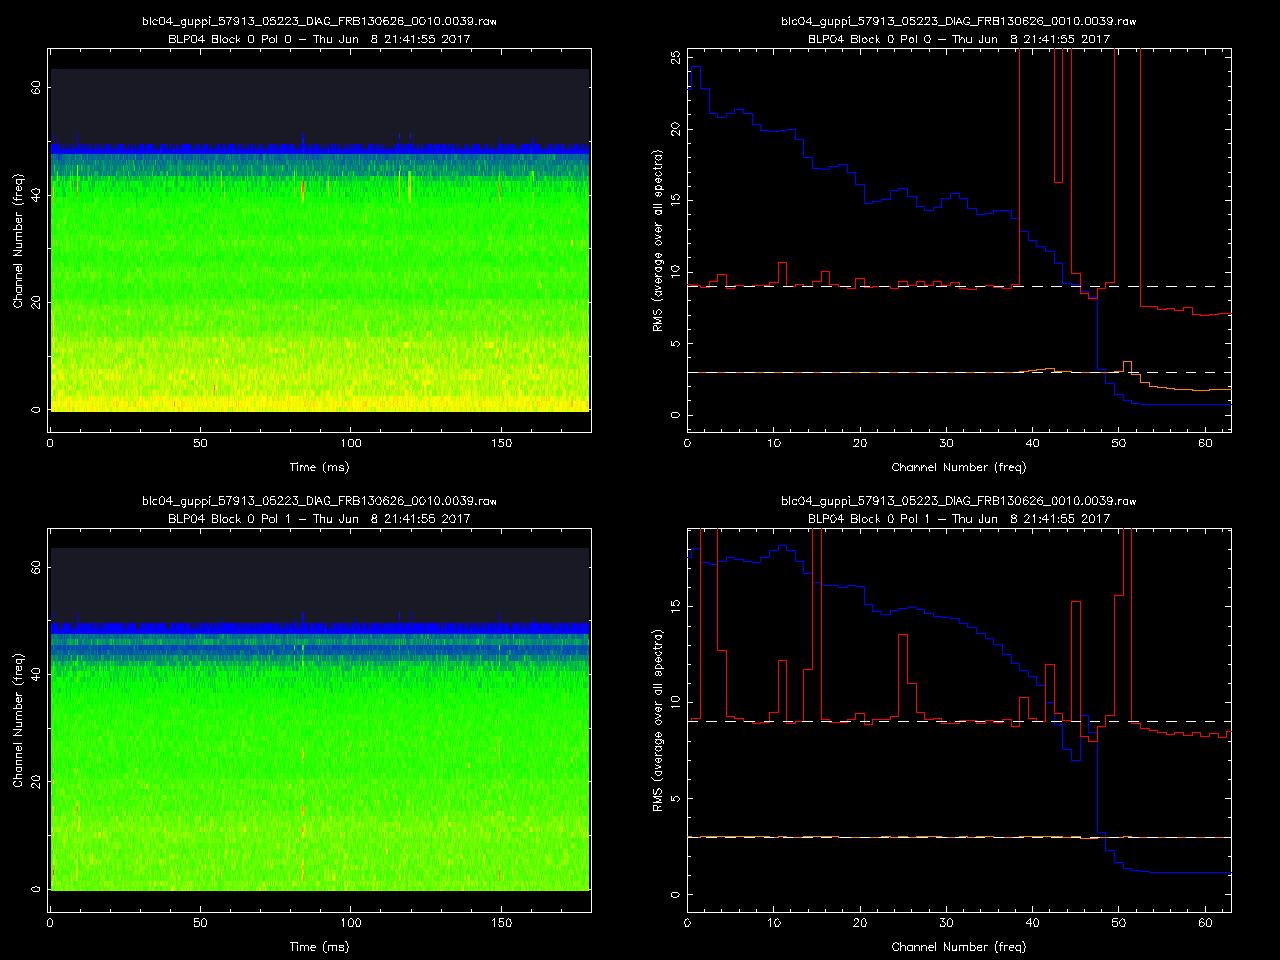 blc04_guppi_57913_05223_DIAG_FRB130626_0010.0039.raw
BLP04 Block 0 Pol 0 - Thu Jun  8 21:41:55 2017
Channel Number (freq)
0
20
40
60
0
50
100
150
Time (ms)
blc04_guppi_57913_05223_DIAG_FRB130626_0010.0039.raw
BLP04 Block 0 Pol 0 - Thu Jun  8 21:41:55 2017
RMS (average over all spectra)
0
5
10
15
20
25
0
10
20
30
40
50
60
Channel Number (freq)
blc04_guppi_57913_05223_DIAG_FRB130626_0010.0039.raw
BLP04 Block 0 Pol 1 - Thu Jun  8 21:41:55 2017
Channel Number (freq)
0
20
40
60
0
50
100
150
Time (ms)
blc04_guppi_57913_05223_DIAG_FRB130626_0010.0039.raw
BLP04 Block 0 Pol 1 - Thu Jun  8 21:41:55 2017
RMS (average over all spectra)
0
5
10
15
0
10
20
30
40
50
60
Channel Number (freq)